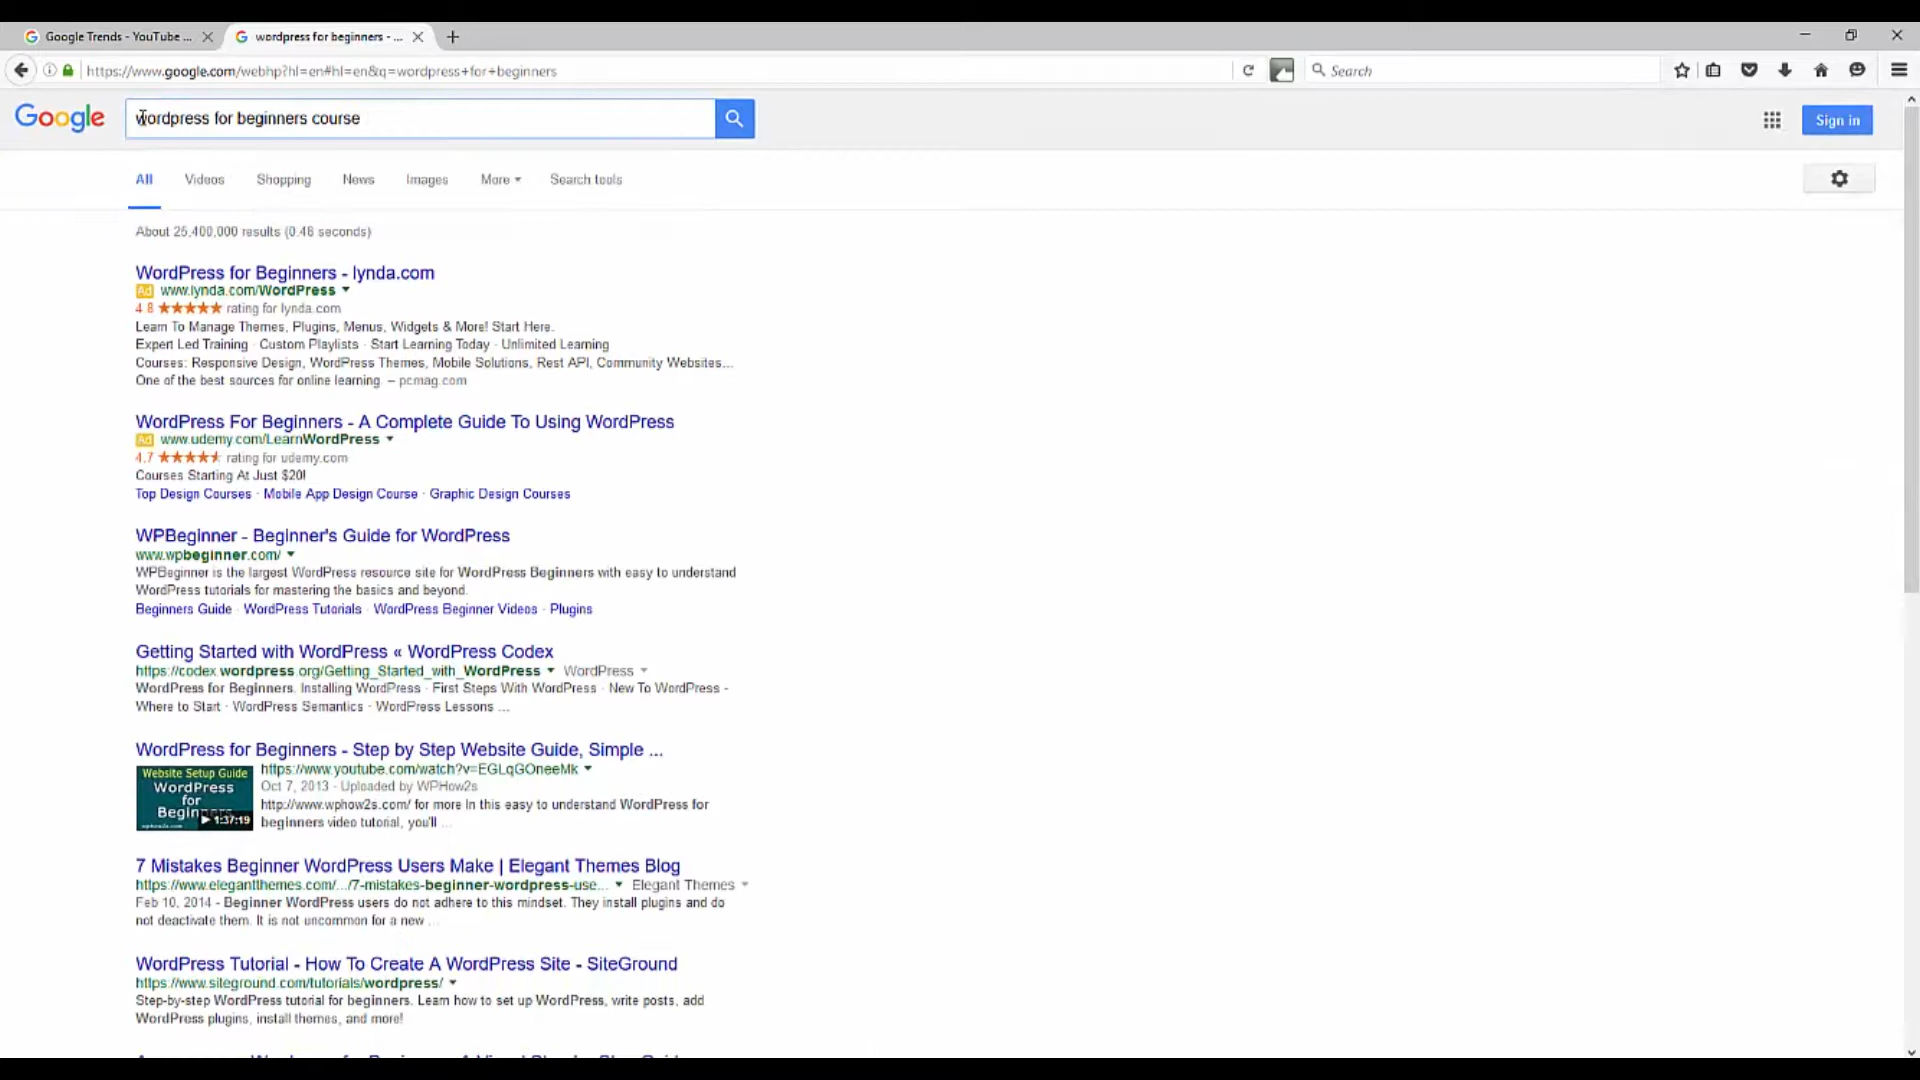 Google Trends - YouTube ...
wordpress for beginners - ...
https://www.google.com/webhp?hl=en#hl=en&q=wordpress+for+beginners
Search
Google
wordpress for beginners course
Sign in
All Videos Shopping News Images More Search tools
About 25,400,000 results (0.48 seconds)
WordPress for Beginners - lynda.com
Ad www.lynda.com/WordPress
4.8 ★★★★★ rating for lynda.com
Learn To Manage Themes, Plugins, Menus, Widgets & More! Start Here.
Expert Led Training · Custom Playlists · Start Learning Today · Unlimited Learning
Courses: Responsive Design, WordPress Themes, Mobile Solutions, Rest API, Community Websites...
One of the best sources for online learning – pcmag.com
WordPress For Beginners - A Complete Guide To Using WordPress
Ad www.udemy.com/LearnWordPress
4.7 ★★★★★ rating for udemy.com
Courses Starting At Just $20!
Top Design Courses · Mobile App Design Course · Graphic Design Courses
WPBeginner - Beginner's Guide for WordPress
www.wpbeginner.com/
WPBeginner is the largest WordPress resource site for WordPress Beginners with easy to understand
WordPress tutorials for mastering the basics and beyond.
Beginners Guide · WordPress Tutorials · WordPress Beginner Videos · Plugins
Getting Started with WordPress « WordPress Codex
https://codex.wordpress.org/Getting_Started_with_WordPress WordPress
WordPress for Beginners. Installing WordPress · First Steps With WordPress · New To WordPress -
Where to Start · WordPress Semantics · WordPress Lessons ...
WordPress for Beginners - Step by Step Website Guide, Simple ...
Website Setup Guide
WordPress
for
1:37:19
https://www.youtube.com/watch?v=EGLqGOneeMk
Oct 7, 2013 - Uploaded by WPHow2s
http://www.wphow2s.com/ for more In this easy to understand WordPress for
beginners video tutorial, you'll ...
7 Mistakes Beginner WordPress Users Make | Elegant Themes Blog
https://www.elegantthemes.com/.../7-mistakes-beginner-wordpress-use... Elegant Themes
Feb 10, 2014 - Beginner WordPress users do not adhere to this mindset. They install plugins and do
not deactivate them. It is not uncommon for a new ...
WordPress Tutorial - How To Create A WordPress Site - SiteGround
https://www.siteground.com/tutorials/wordpress/
Step-by-step WordPress tutorial for beginners. Learn how to set up WordPress, write posts, add
WordPress plugins, install themes, and more!